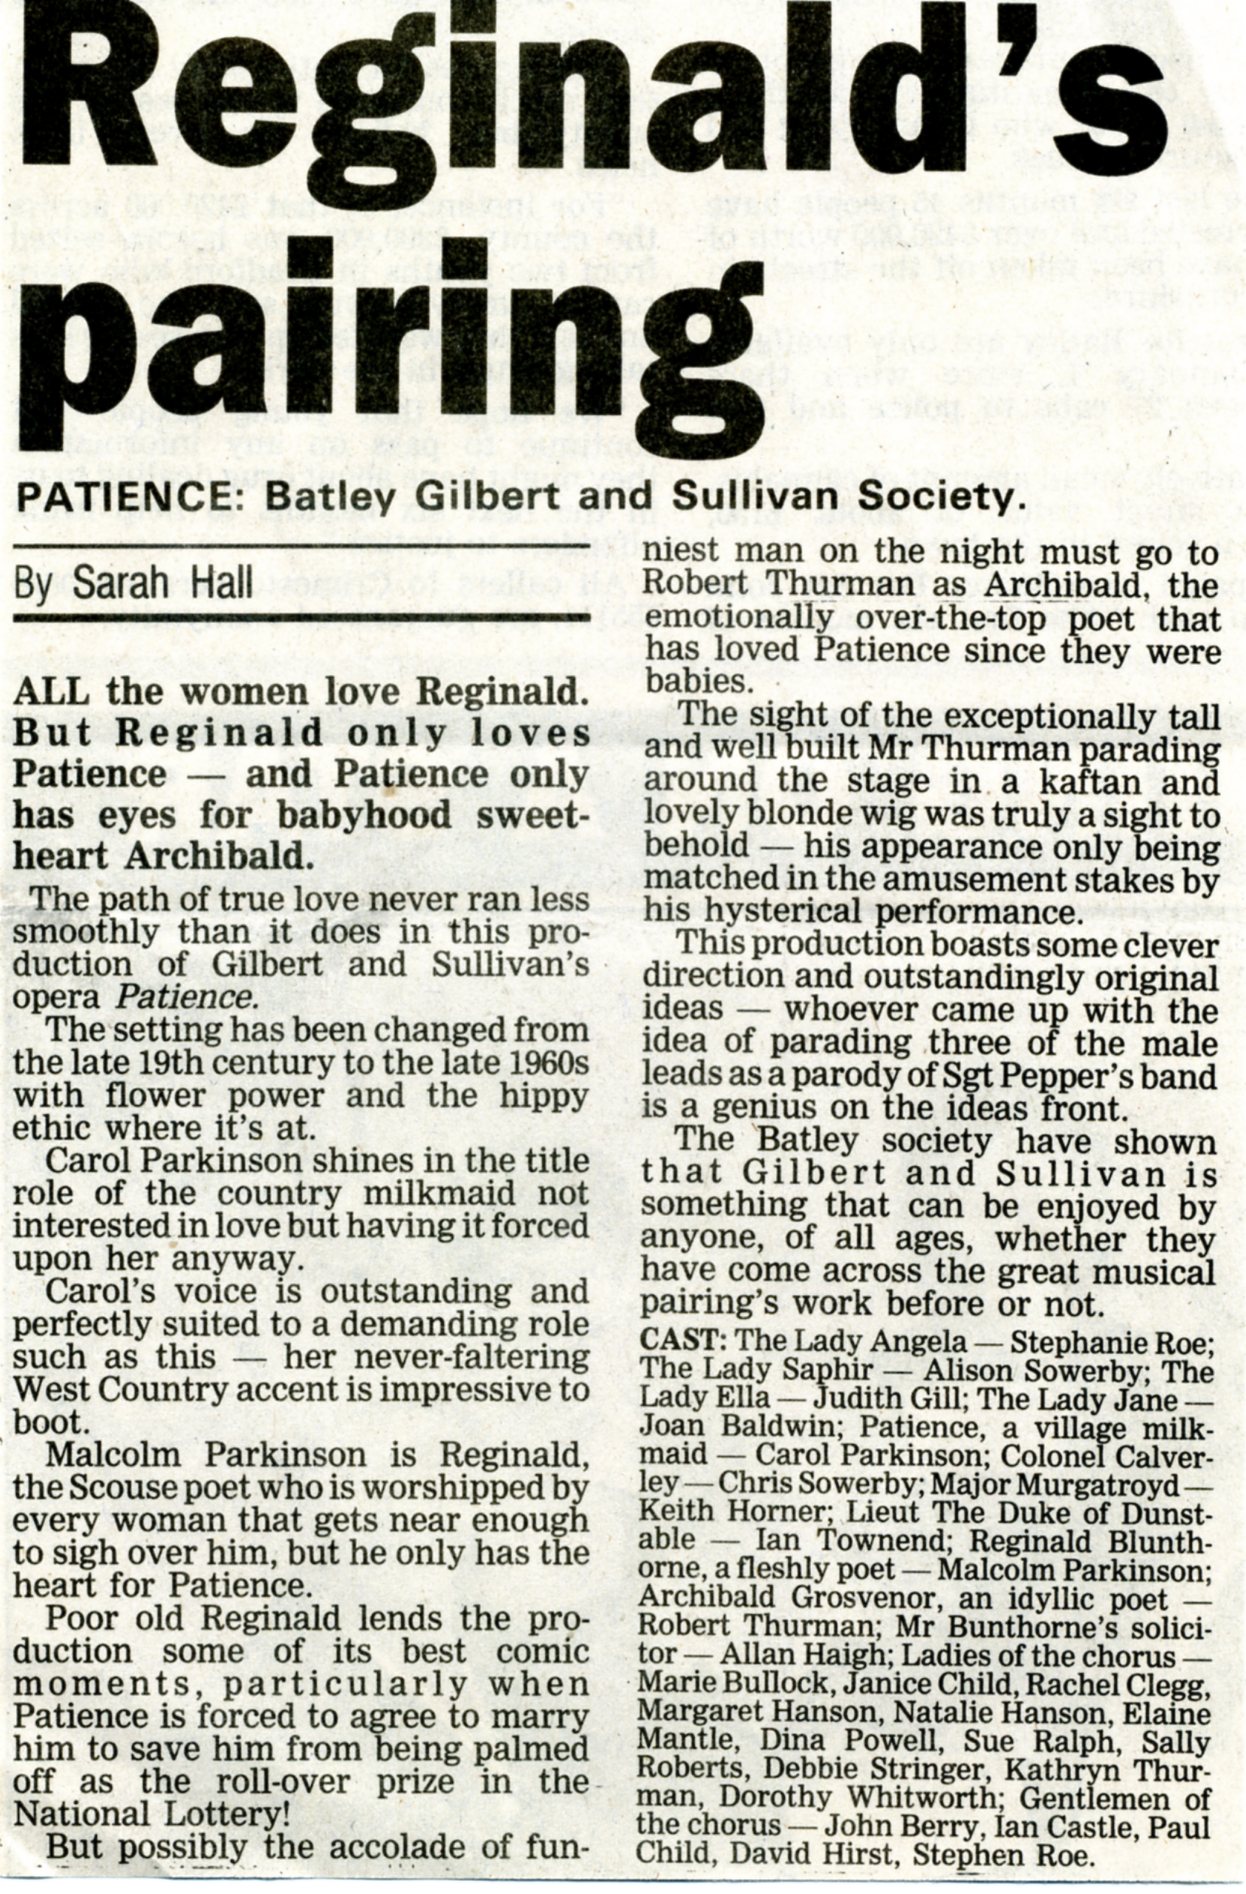 Reginald's
pairing
PATIENCE: Batley Gilbert and Sullivan Society.
By Sarah Hall
ALL the women love Reginald.
But Reginald only loves
Patience — and Patience only
has eyes for babyhood sweet-
heart Archibald.
The path of true love never ran less
smoothly than it does in this pro-
duction of Gilbert and Sullivan's
opera Patience.
The setting has been changed from
the late 19th century to the late 1960s
with flower power and the hippy
ethic where it's at.
Carol Parkinson shines in the title
role of the country milkmaid not
interested in love but having it forced
upon her anyway.
Carol's voice is outstanding and
perfectly suited to a demanding role
such as this — her never-faltering
West Country accent is impressive to
boot.
Malcolm Parkinson is Reginald,
the Scouse poet who is worshipped by
every woman that gets near enough
to sigh over him, but he only has the
heart for Patience.
Poor old Reginald lends the pro-
duction some of its best comic
moments, particularly when
Patience is forced to agree to marry
him to save him from being palmed
off as the roll-over prize in the
National Lottery!
But possibly the accolade of fun-
niest man on the night must go to
Robert Thurman as Archibald, the
emotionally over-the-top poet that
has loved Patience since they were
babies.
The sight of the exceptionally tall
and well built Mr Thurman parading
around the stage in a kaftan and
lovely blonde wig was truly a sight to
behold — his appearance only being
matched in the amusement stakes by
his hysterical performance.
This production boasts some clever
direction and outstandingly original
ideas — whoever came up with the
idea of parading three of the male
leads as a parody of Sgt Pepper's band
is a genius on the ideas front.
The Batley society have shown
that Gilbert and Sullivan is
something that can be enjoyed by
anyone, of all ages, whether they
have come across the great musical
pairing's work before or not.
CAST: The Lady Angela — Stephanie Roe;
The Lady Saphir — Alison Sowerby; The
Lady Ella — Judith Gill; The Lady Jane —
Joan Baldwin; Patience, a village milk-
maid — Carol Parkinson; Colonel Calver-
ley — Chris Sowerby; Major Murgatroyd —
Keith Horner; Lieut The Duke of Dunst-
able — Ian Townend; Reginald Blunth-
orne, a fleshly poet — Malcolm Parkinson;
Archibald Grosvenor, an idyllic poet —
Robert Thurman; Mr Bunthorne's solici-
tor — Allan Haigh; Ladies of the chorus —
Marie Bullock, Janice Child, Rachel Clegg,
Margaret Hanson, Natalie Hanson, Elaine
Mantle, Dina Powell, Sue Ralph, Sally
Roberts, Debbie Stringer, Kathryn Thur-
man, Dorothy Whitworth; Gentlemen of
the chorus — John Berry, Ian Castle, Paul
Child, David Hirst, Stephen Roe.